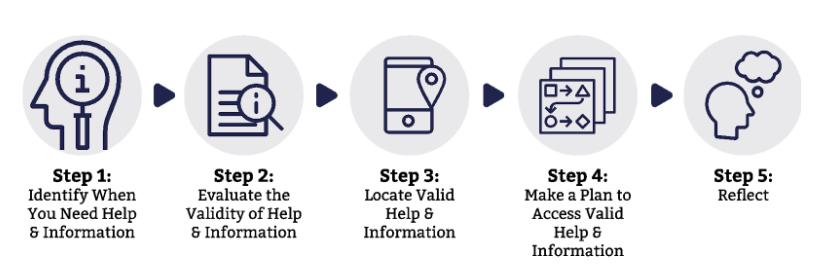 Step 1:
Identify When
You Need Help
& Information
Step 2:
Evaluate the
Validity of Help
& Information
Step 3:
Locate Valid
Help &
Information
Step 4:
Make a Plan to
Access Valid
Help &
Information
Step 5:
Reflect